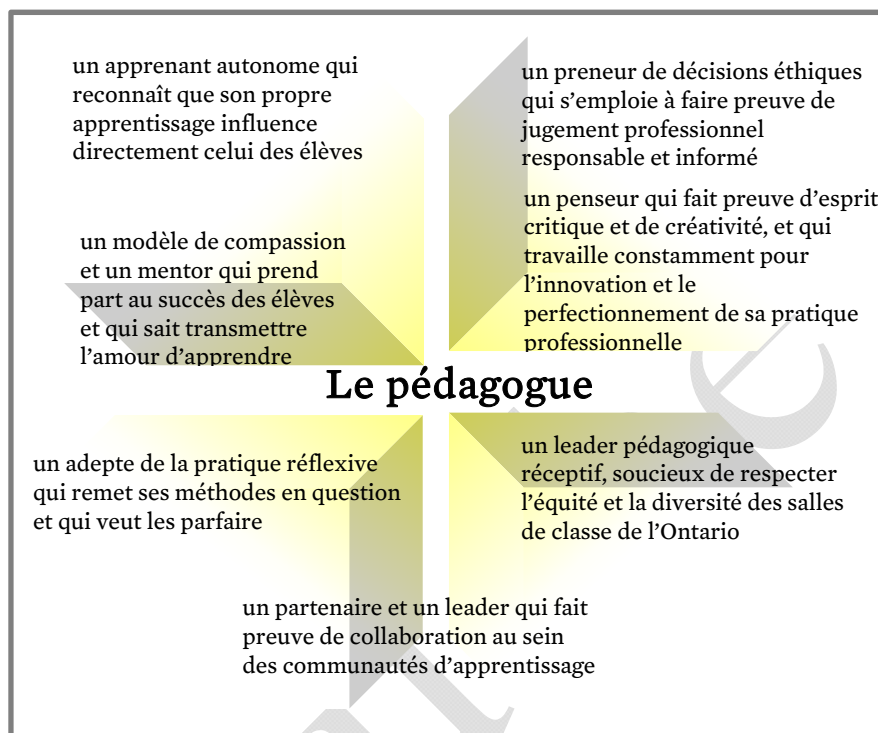 un apprenant autonome qui
reconnaît que son propre
apprentissage influence
directement celui des élèves
un preneur de décisions éthiques
qui s’emploie à faire preuve de
jugement professionnel
responsable et informé
un modèle de compassion
et un mentor qui prend
part au succès des élèves
et qui sait transmettre
l’amour d’apprendre
un penseur qui fait preuve d’esprit
critique et de créativité, et qui
travaille constamment pour
l’innovation et le
perfectionnement de sa pratique
professionnelle
Le pédagogue
un adepte de la pratique réflexive
qui remet ses méthodes en question
et qui veut les parfaire
un leader pédagogique
réceptif, soucieux de respecter
l’équité et la diversité des salles
de classe de l’Ontario
un partenaire et un leader qui fait
preuve de collaboration au sein
des communautés d’apprentissage